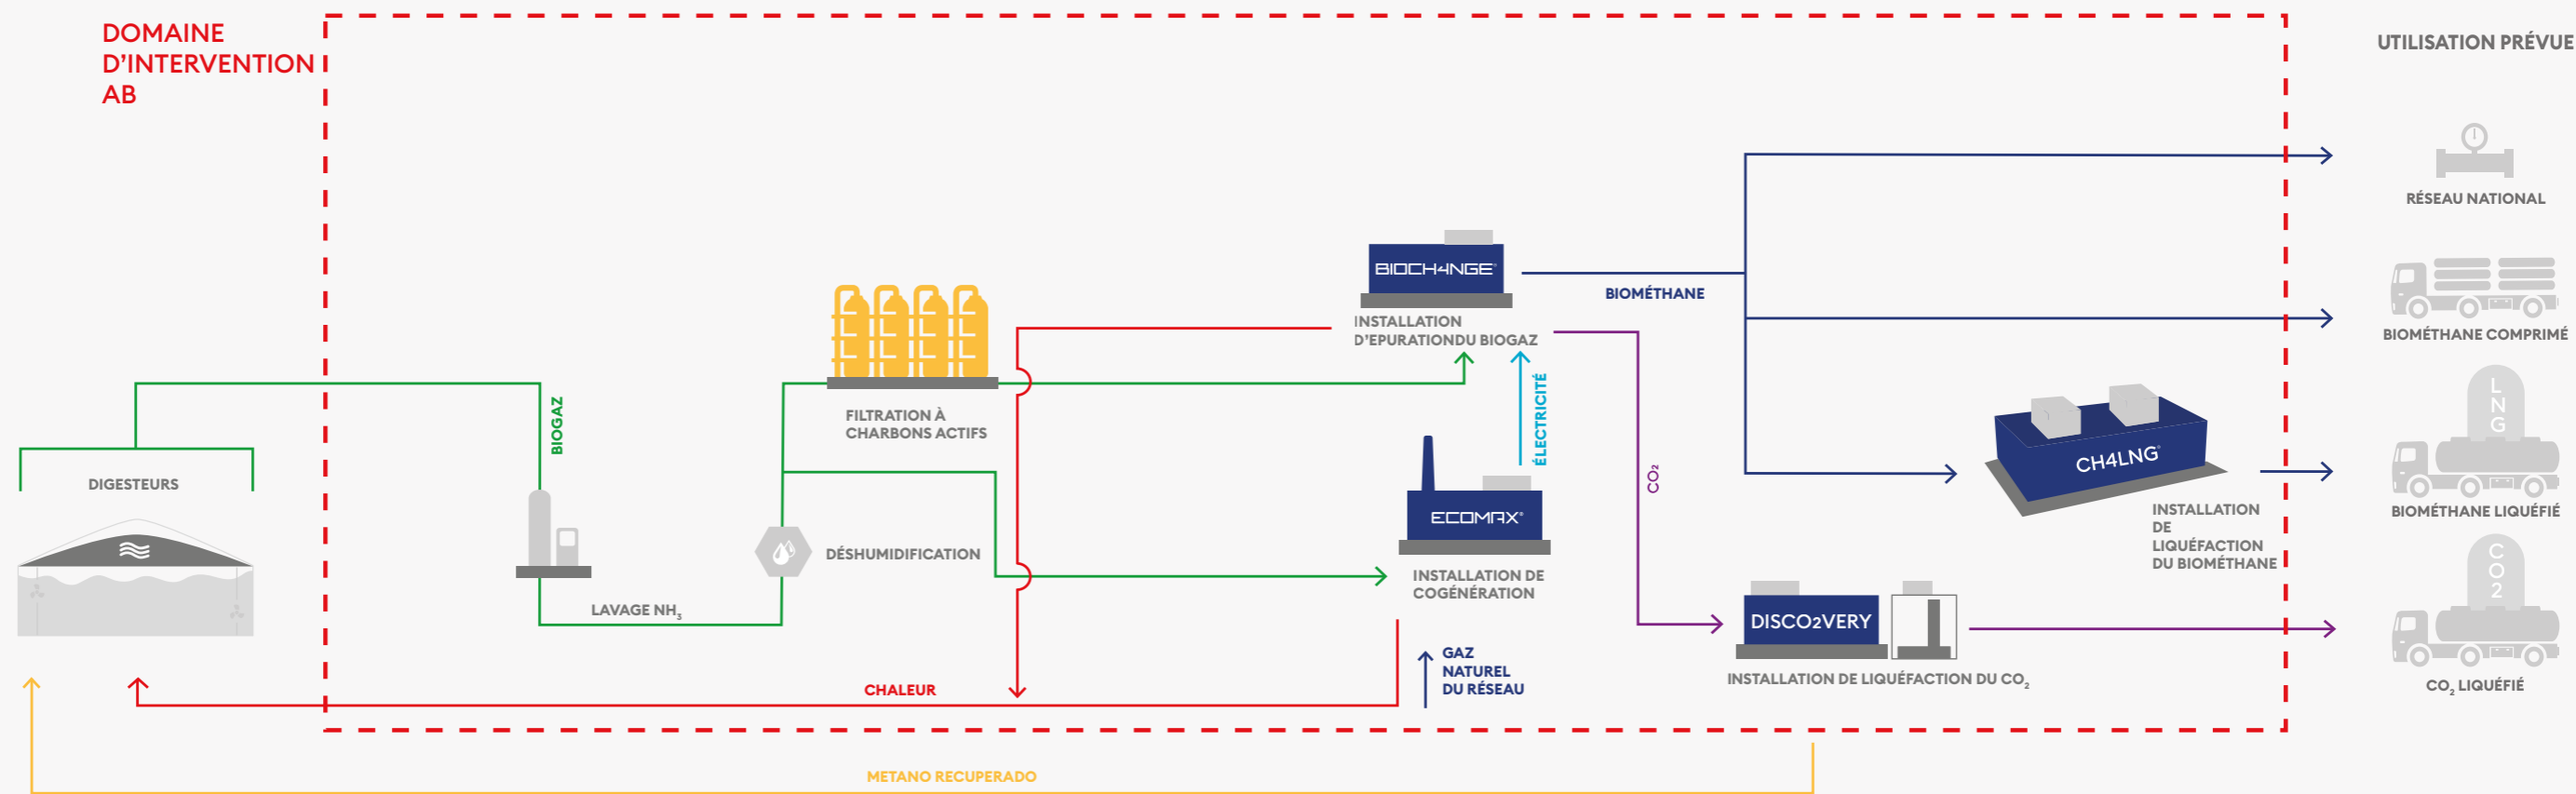 DOMAINE
D'INTERVENTION
AB
UTILISATION PRÉVUE
RÉSEAU NATIONAL
BIOCH4NGE®
BIOMÉTHANE
INSTALLATION
D'EPURATIONDU BIOGAZ
BIOMÉTHANE COMPRIMÉ
BIOGAZ
FILTRATION À
CHARBONS ACTIFS
ÉLECTRICITÉ
CO₂
DIGESTEURS
CH4LNG®
LNG
BIOMÉTHANE LIQUÉFIÉ
ECOMAX®
INSTALLATION
DE
LIQUÉFACTION
DU BIOMÉTHANE
DÉSHUMIDIFICATION
INSTALLATION DE
COGÉNÉRATION
LAVAGE NH₃
DISCO2VERY
CO2
GAZ
NATUREL
DU RÉSEAU
INSTALLATION DE LIQUÉFACTION DU CO₂
CO₂ LIQUÉFIÉ
CHALEUR
METANO RECUPERADO